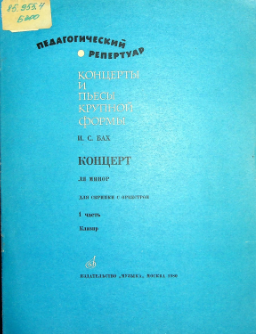 ПЕДАГОГИЧЕСКИЙ
РЕПЕРТУАР
КОНЦЕРТЫ
И
ПЬЕСЫ
КРУПНОЙ
ФОРМЫ
И. С. БАХ
КОНЦЕРТ
ЛЯ МИНОР
ДЛЯ СКРИПКИ С ОРКЕСТРОМ
I часть
Клавир
ИЗДАТЕЛЬСТВО „МУЗЫКА“, МОСКВА